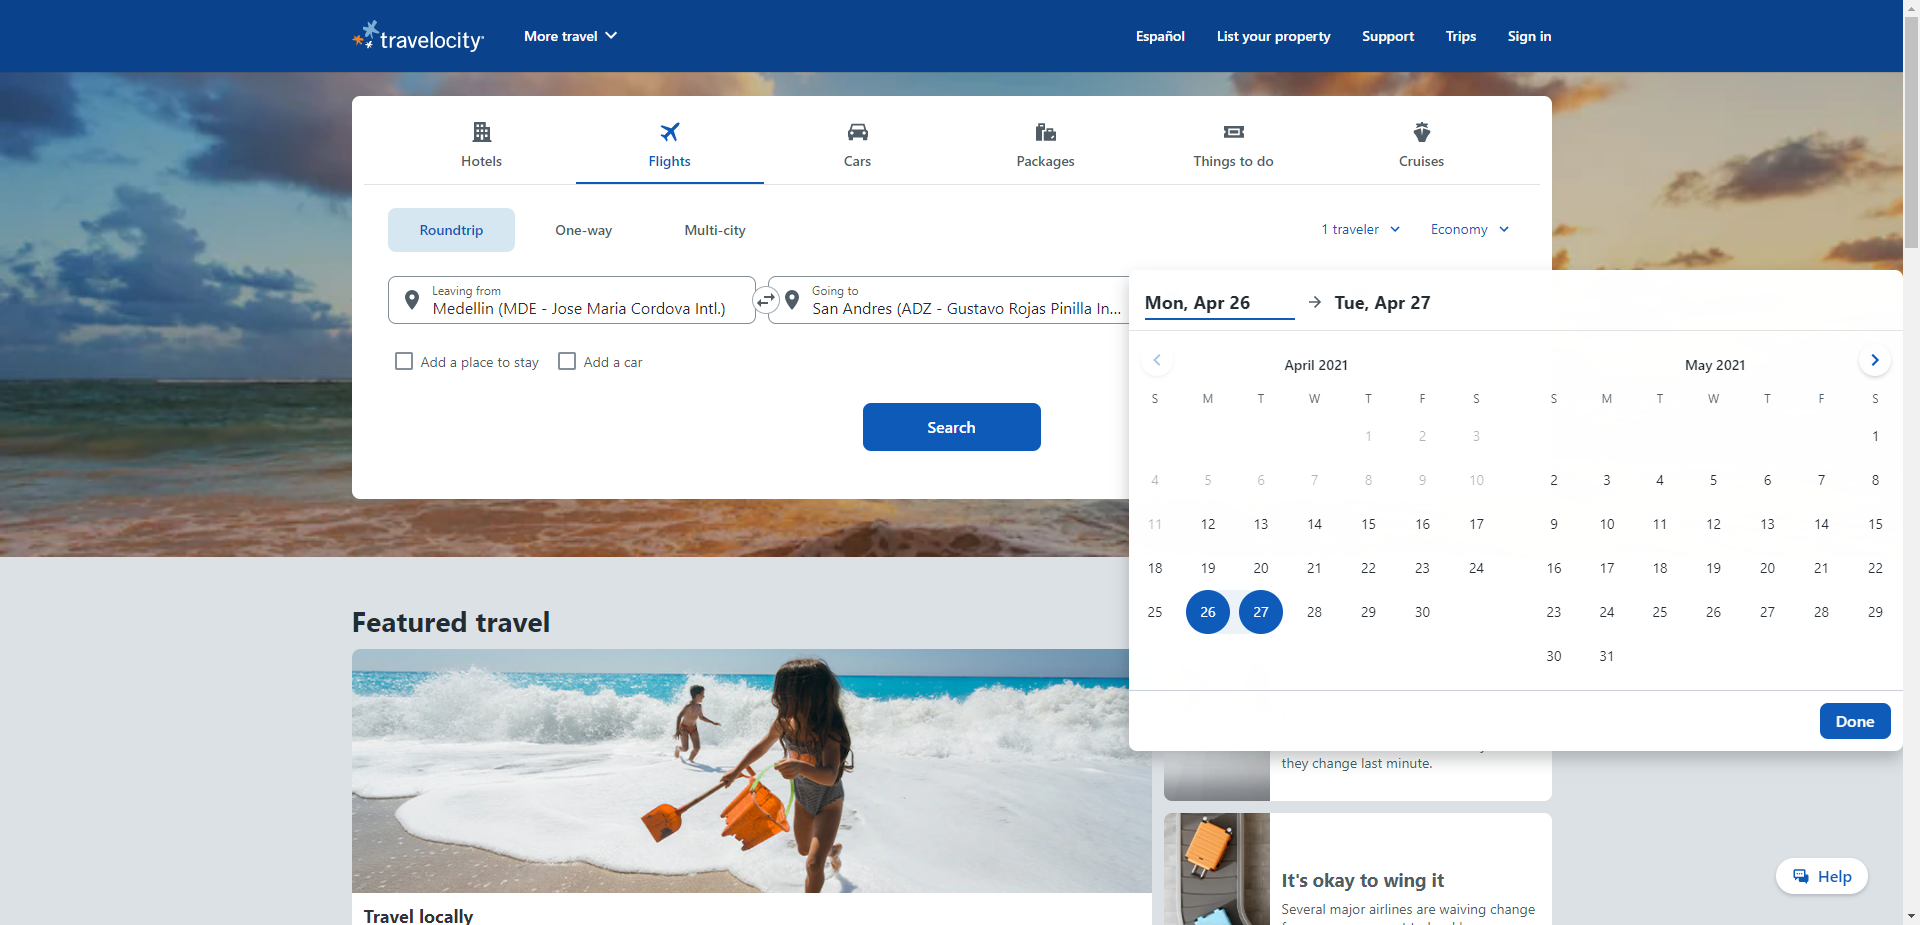 travelocity
More travel
Español
List your property
Support
Trips
Sign in
Hotels
Flights
Cars
Packages
Things to do
Cruises
Roundtrip
One-way
Multi-city
1 traveler
Economy
Leaving from
Medellin (MDE - Jose Maria Cordova Intl.)
Going to
San Andres (ADZ - Gustavo Rojas Pinilla In...
Mon, Apr 26
Tue, Apr 27
Add a place to stay
Add a car
Search
April 2021
S M T W T F S
1 2 3
4 5 6 7 8 9 10
11 12 13 14 15 16 17
18 19 20 21 22 23 24
25 26 27 28 29 30
May 2021
S M T W T F S
1
2 3 4 5 6 7 8
9 10 11 12 13 14 15
16 17 18 19 20 21 22
23 24 25 26 27 28 29
30 31
Done
Featured travel
Travel locally
they change last minute.
It's okay to wing it
Several major airlines are waiving change
Help